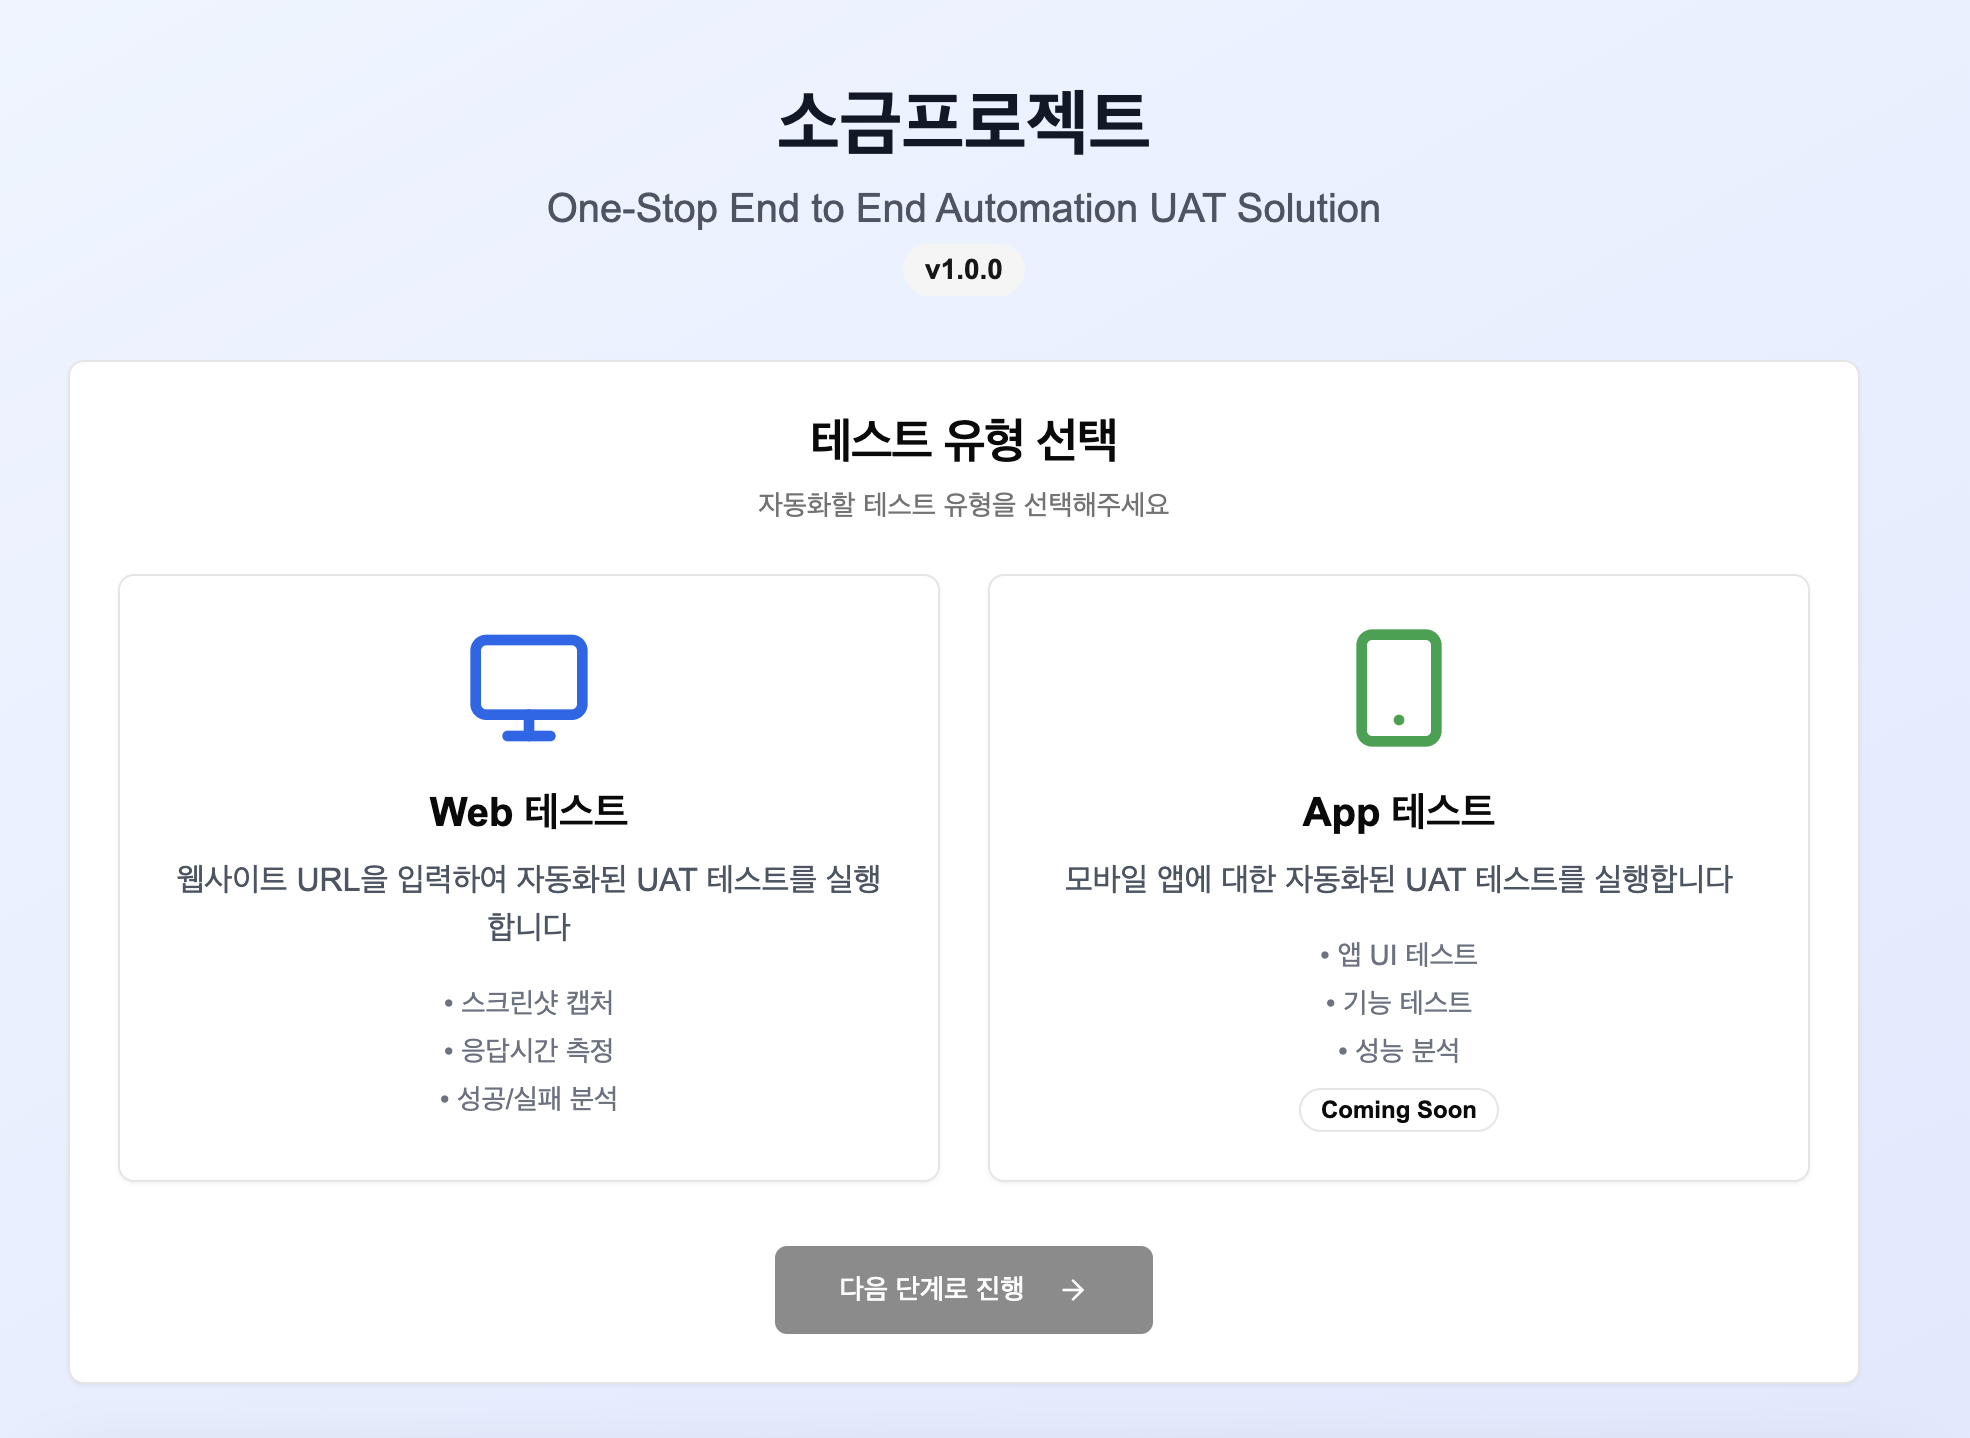 소금프로젝트
One-Stop End to End Automation UAT Solution
v1.0.0
테스트 유형 선택
자동화할 테스트 유형을 선택해주세요
Web 테스트
웹사이트 URL을 입력하여 자동화된 UAT 테스트를 실행
합니다
• 스크린샷 캡처
• 응답시간 측정
• 성공/실패 분석
App 테스트
모바일 앱에 대한 자동화된 UAT 테스트를 실행합니다
• 앱 UI 테스트
• 기능 테스트
• 성능 분석
Coming Soon
다음 단계로 진행 →